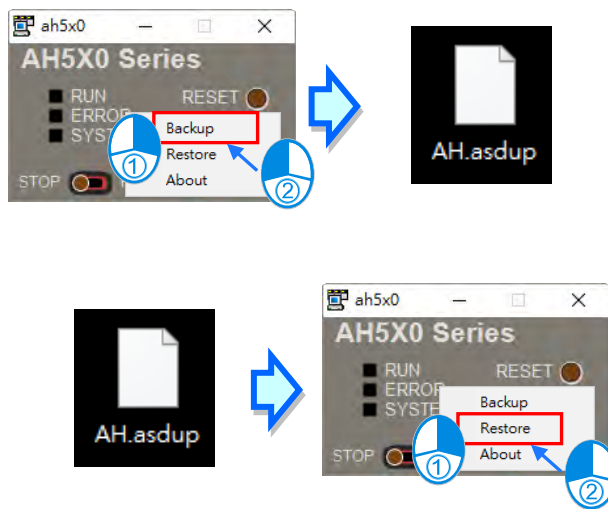 ah5x0
AH5X0 Series
RUN RESET
ERROR
SYST
Backup
Restore
About
STOP
①
②
AH.asdup
AH.asdup
ah5x0
AH5X0 Series
RUN RESET
ERROR
SYSTE
Backup
Restore
About
STOP
①
②